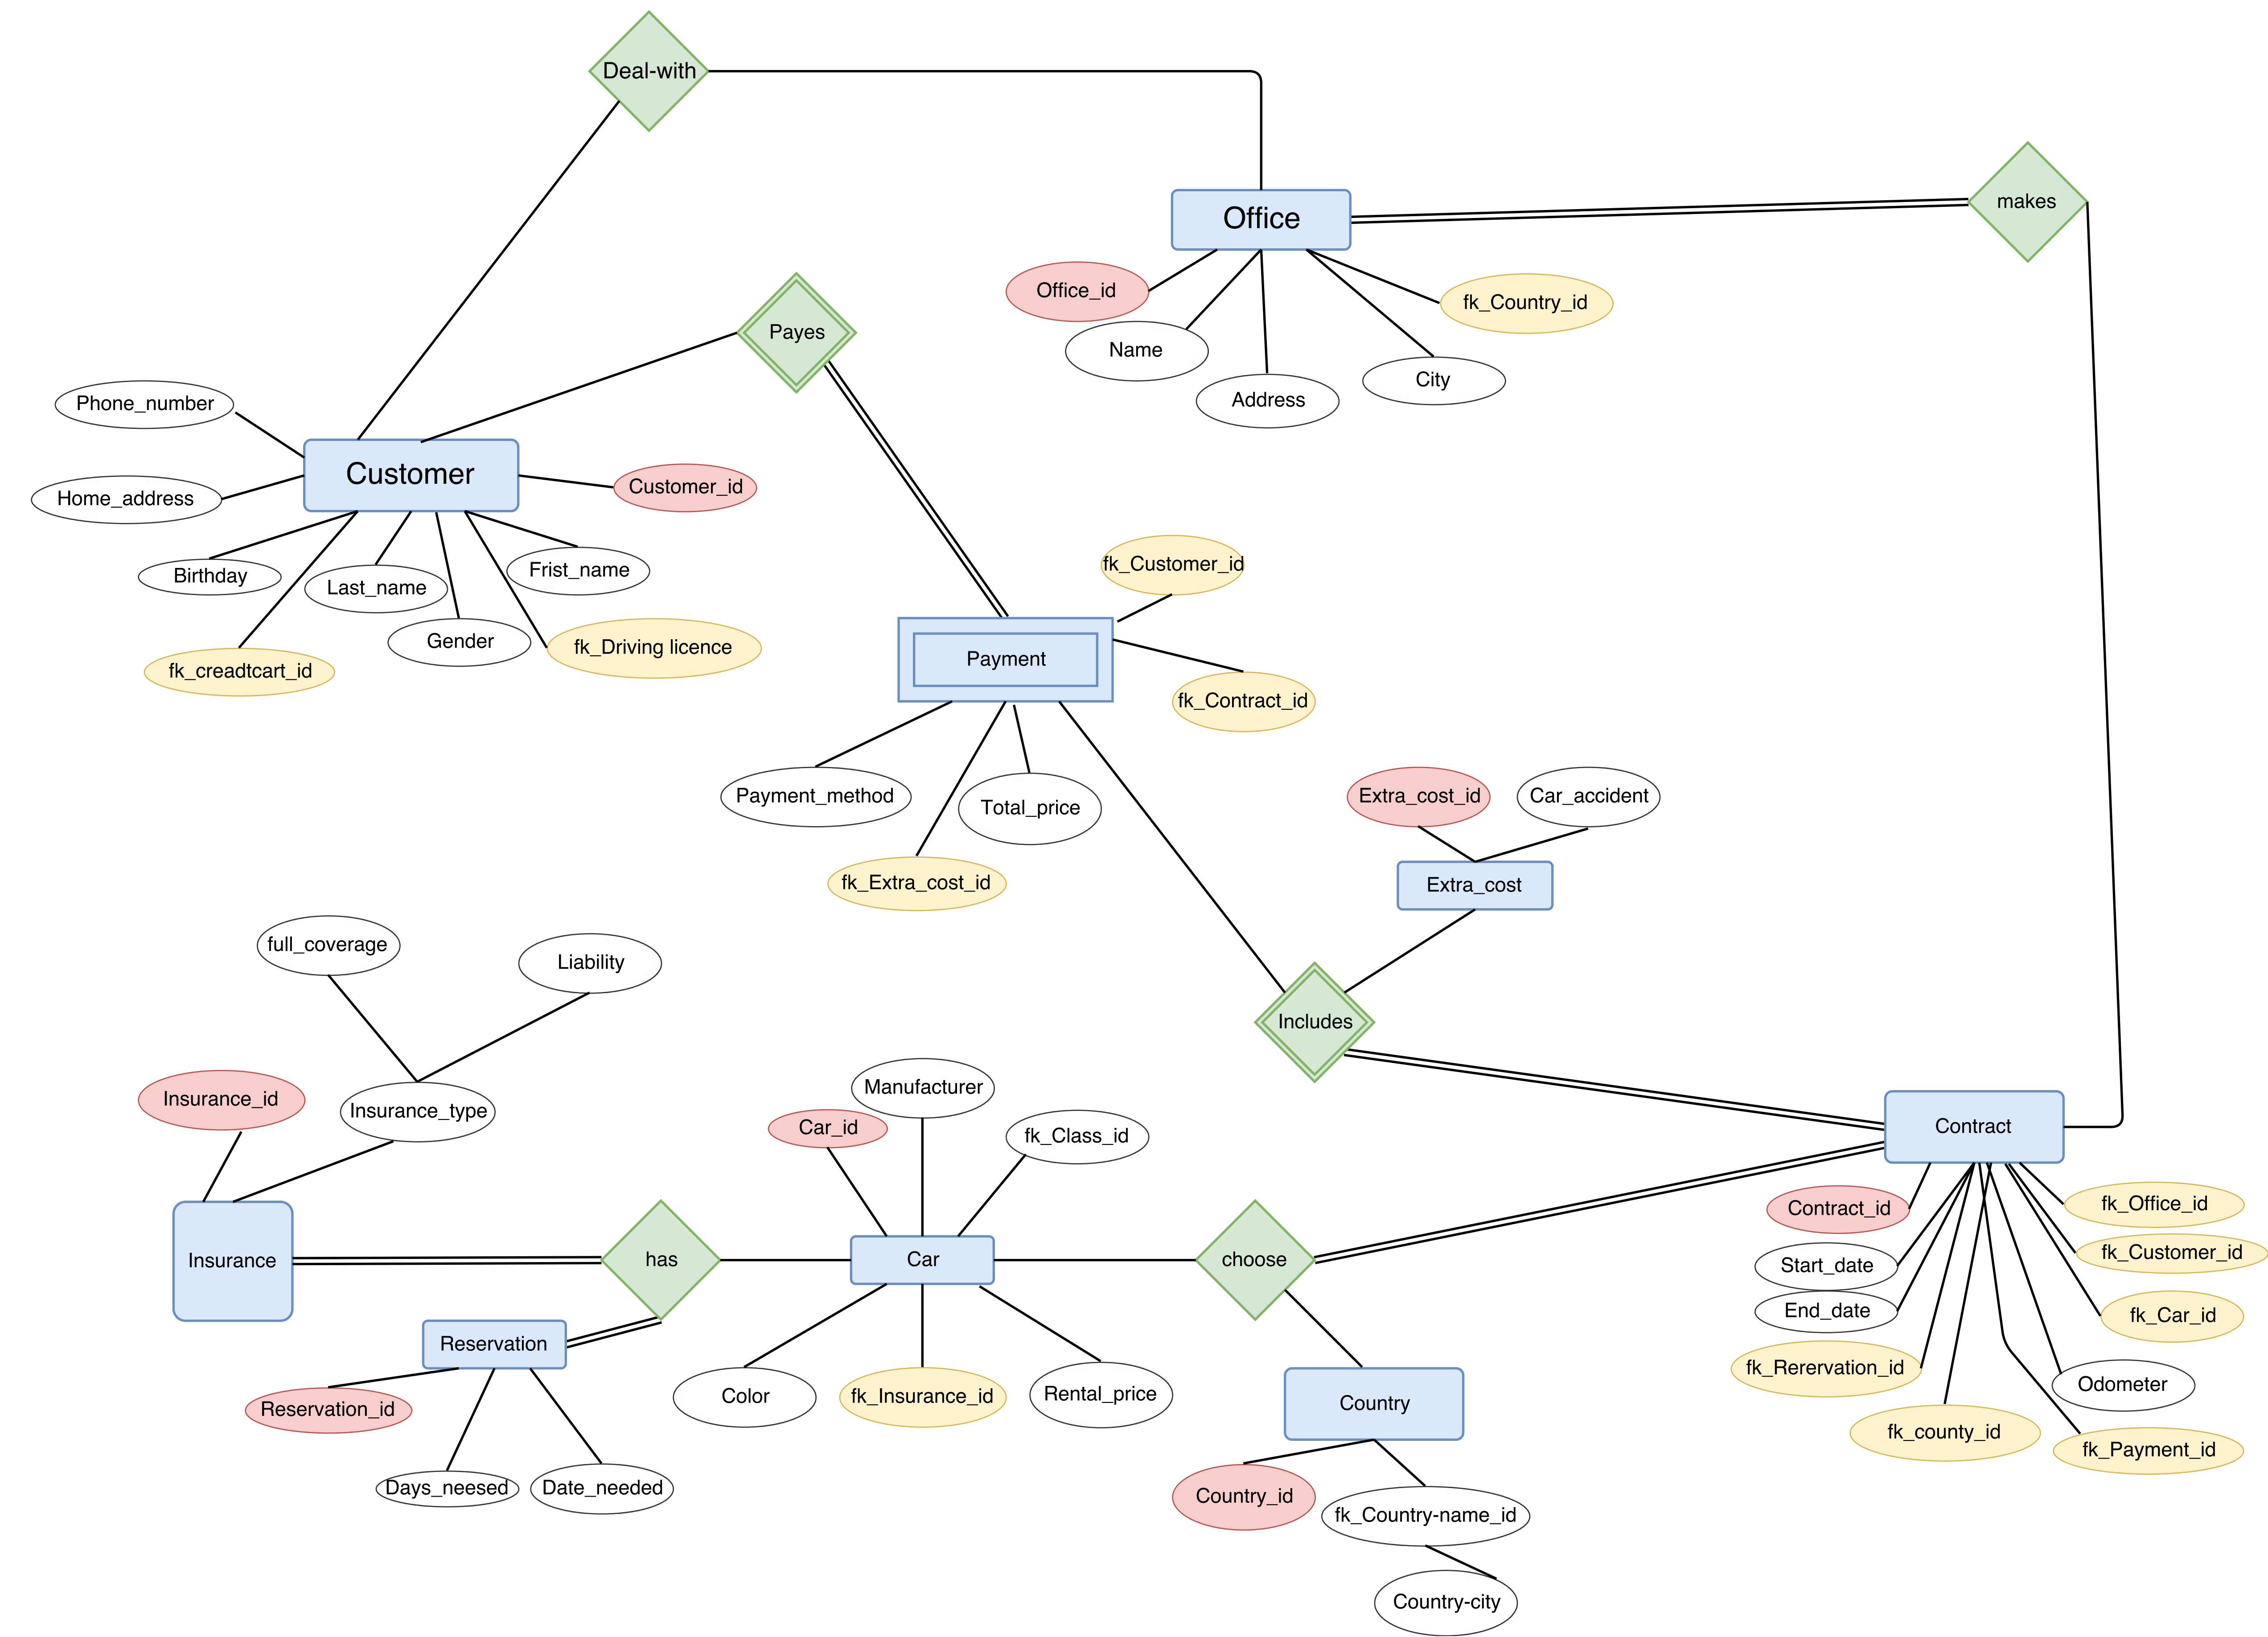 Deal-with
makes
Office
Office_id
fk_Country_id
Name
City
Address
Payes
Phone_number
Customer
Customer_id
Home_address
fk_Customer_id
Frist_name
Birthday
Last_name
Gender
fk_Driving licence
fk_creadtcart_id
Payment
fk_Contract_id
Payment_method
Total_price
Extra_cost_id
Car_accident
fk_Extra_cost_id
Extra_cost
full_coverage
Liability
Includes
Manufacturer
Insurance_id
Insurance_type
Car_id
fk_Class_id
Contract
Contract_id
fk_Office_id
Insurance
has
Car
choose
Start_date
fk_Customer_id
End_date
fk_Car_id
Reservation
fk_Rerervation_id
Odometer
Reservation_id
Color
fk_Insurance_id
Rental_price
Country
fk_county_id
fk_Payment_id
Days_neesed
Date_needed
Country_id
fk_Country-name_id
Country-city